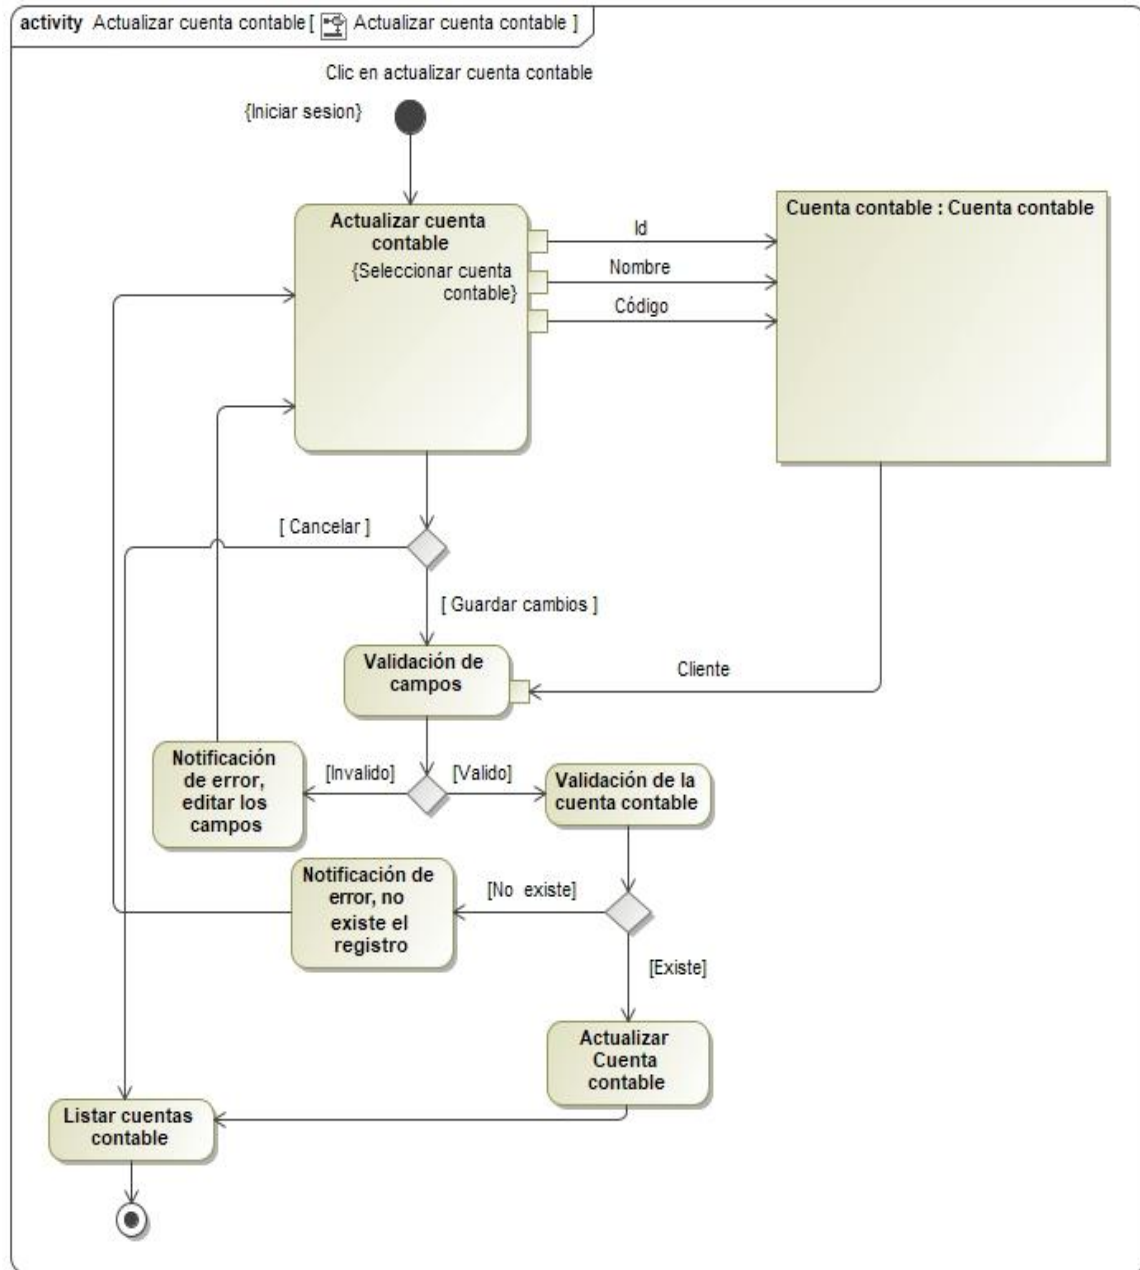 activity Actualizar cuenta contable [ Actualizar cuenta contable ]
Clic en actualizar cuenta contable
{Iniciar sesion}
Actualizar cuenta
contable
{Seleccionar cuenta
contable}
Id
Nombre
Código
Cuenta contable : Cuenta contable
[ Cancelar ]
[ Guardar cambios ]
Validación de
campos
Cliente
Notificación
de error,
editar los
campos
[Invalido]
[Valido]
Validación de la
cuenta contable
Notificación de
error, no
existe el
registro
[No existe]
[Existe]
Actualizar
Cuenta
contable
Listar cuentas
contable